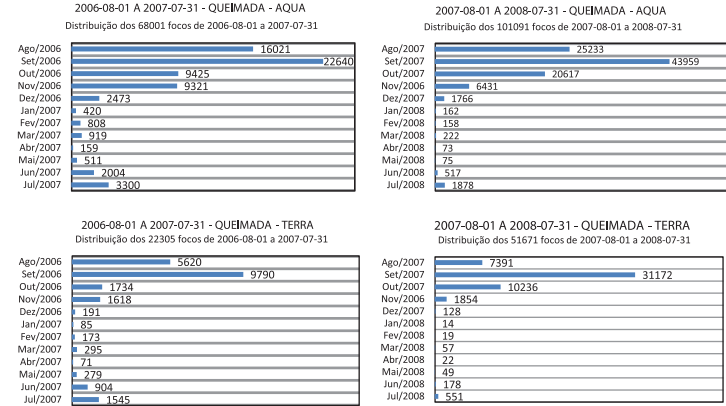 2006-08-01 A 2007-07-31 - QUEIMADA - AQUA
Distribuição dos 68001 focos de 2006-08-01 a 2007-07-31
Ago/2006 16021
Set/2006 22640
Out/2006 9425
Nov/2006 9321
Dez/2006 2473
Jan/2007 420
Fev/2007 808
Mar/2007 919
Abr/2007 159
Mai/2007 511
Jun/2007 2004
Jul/2007 3300
2007-08-01 A 2008-07-31 - QUEIMADA - AQUA
Distribuição dos 101091 focos de 2007-08-01 a 2008-07-31
Ago/2007 25233
Set/2007 43959
Out/2007 20617
Nov/2006 6431
Dez/2007 1766
Jan/2008 162
Fev/2008 158
Mar/2008 222
Abr/2008 73
Mai/2008 75
Jun/2008 517
Jul/2008 1878
2006-08-01 A 2007-07-31 - QUEIMADA - TERRA
Distribuição dos 22305 focos de 2006-08-01 a 2007-07-31
Ago/2006 5620
Set/2006 9790
Out/2006 1734
Nov/2006 1618
Dez/2006 191
Jan/2007 85
Fev/2007 173
Mar/2007 295
Abr/2007 71
Mai/2007 279
Jun/2007 904
Jul/2007 1545
2007-08-01 A 2008-07-31 - QUEIMADA - TERRA
Distribuição dos 51671 focos de 2007-08-01 a 2008-07-31
Ago/2007 7391
Set/2007 31172
Out/2007 10236
Nov/2006 1854
Dez/2007 128
Jan/2008 14
Fev/2008 19
Mar/2008 57
Abr/2008 22
Mai/2008 49
Jun/2008 178
Jul/2008 551